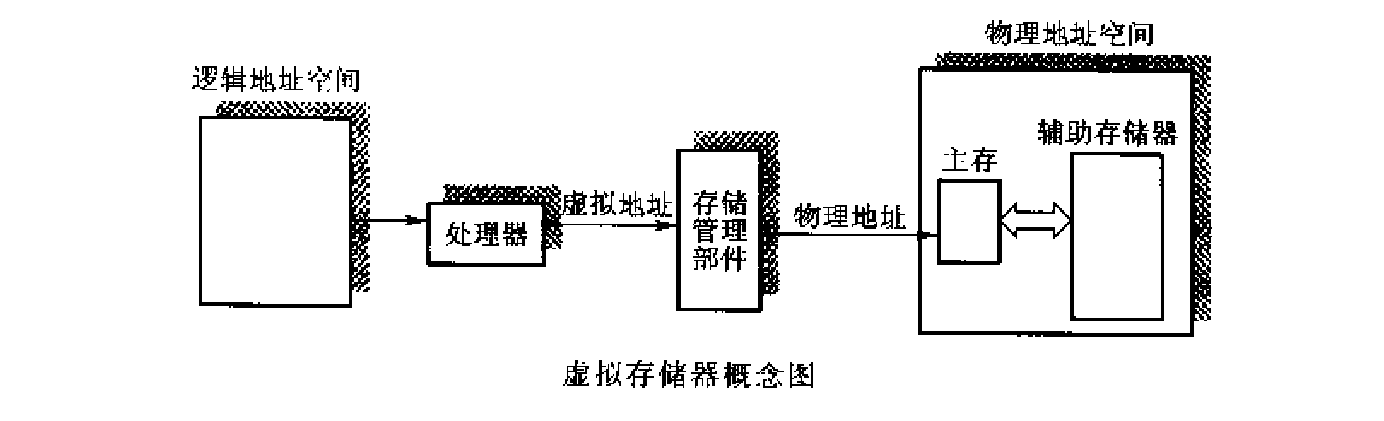 物理地址空间
逻辑地址空间
辅助存储器
主存
虚拟地址
存储
管理
部件
物理地址
处理器
虚拟存储器概念图